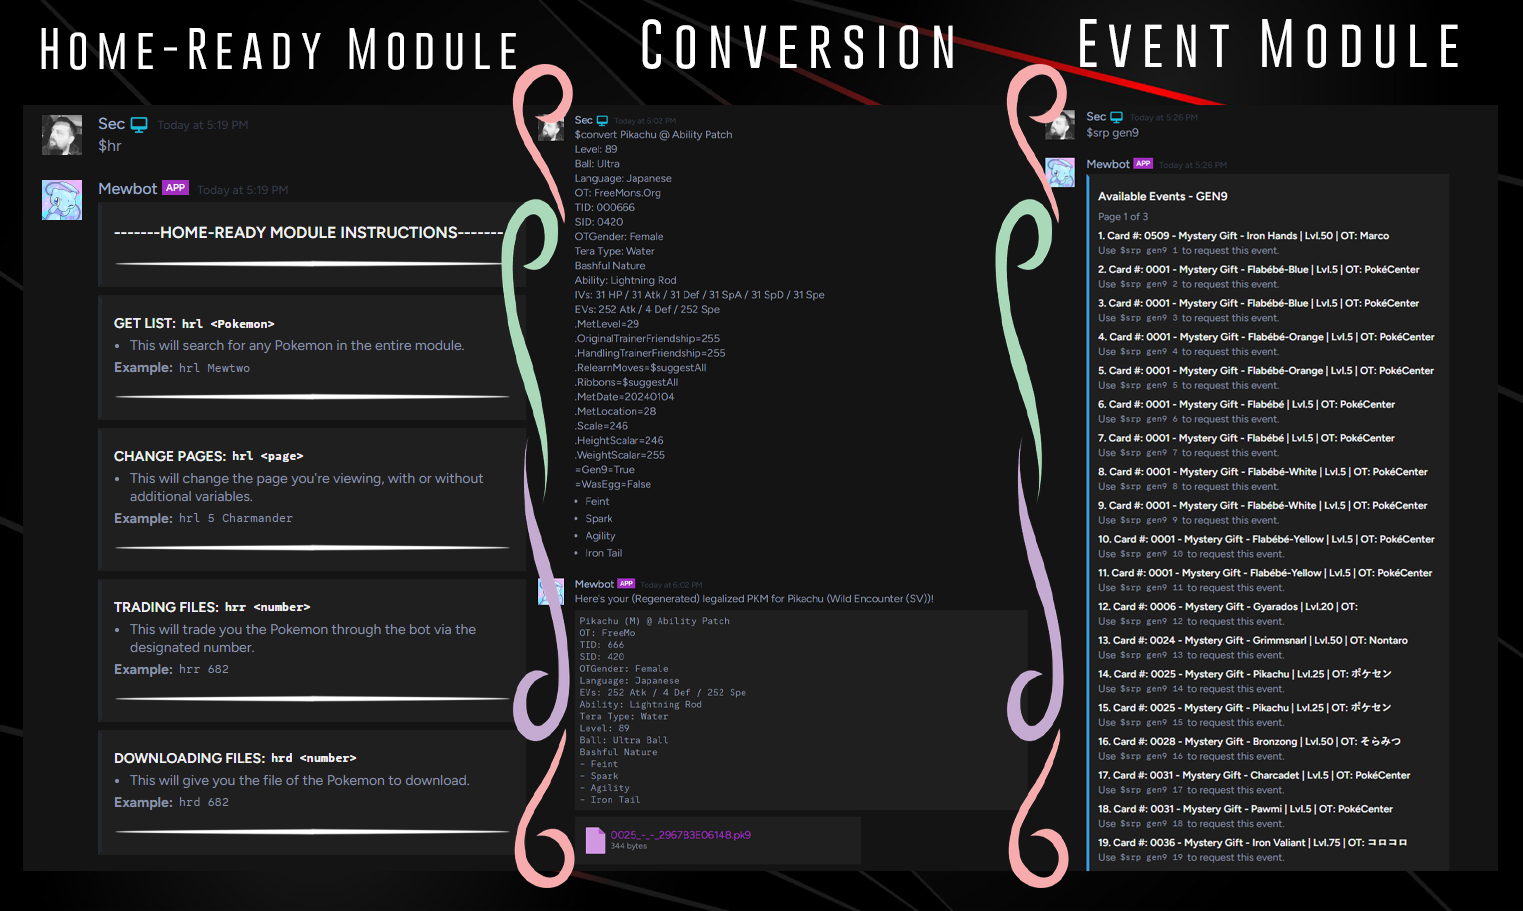 HOME-READY MODULE
Sec Today at 5:19 PM
$hr
Mewbot APP Today at 5:19 PM
-------HOME-READY MODULE INSTRUCTIONS-------
GET LIST: hrl <Pokemon>
• This will search for any Pokemon in the entire module.
Example: hrl Mewtwo
CHANGE PAGES: hrl <page>
• This will change the page you're viewing, with or without
additional variables.
Example: hrl 5 Charmander
TRADING FILES: hrr <number>
• This will trade you the Pokemon through the bot via the
designated number.
Example: hrr 682
DOWNLOADING FILES: hrd <number>
• This will give you the file of the Pokemon to download.
Example: hrd 682
CONVERSION
Sec Today at 6:02 PM
$convert Pikachu @ Ability Patch
Level: 89
Ball: Ultra
Language: Japanese
OT: FreeMons.Org
TID: 000666
SID: 0420
OTGender: Female
Tera Type: Water
Bashful Nature
Ability: Lightning Rod
IVs: 31 HP / 31 Atk / 31 Def / 31 SpA / 31 SpD / 31 Spe
EVs: 252 Atk / 4 Def / 252 Spe
.MetLevel=29
.OriginalTrainerFriendship=255
.HandlingTrainerFriendship=255
.RelearnMoves=$suggestAll
.Ribbons=$suggestAll
.MetDate=20240104
.MetLocation=28
.Scale=246
.HeightScalar=246
.WeightScalar=255
=Gen9=True
=WasEgg=False
• Feint
• Spark
• Agility
• Iron Tail
Mewbot APP Today at 6:02 PM
Here's your (Regenerated) legalized PKM for Pikachu (Wild Encounter (SV))!
Pikachu (M) @ Ability Patch
OT: FreeMo
TID: 666
SID: 420
OTGender: Female
Language: Japanese
EVs: 252 Atk / 4 Def / 252 Spe
Ability: Lightning Rod
Tera Type: Water
Level: 89
Ball: Ultra Ball
Bashful Nature
- Feint
- Spark
- Agility
- Iron Tail
0025_-_-_296783E06148.pk9
344 bytes
EVENT MODULE
Sec Today at 5:26 PM
$srp gen9
Mewbot APP Today at 5:26 PM
Available Events - GEN9
Page 1 of 3
1. Card #: 0509 - Mystery Gift - Iron Hands | Lvl.50 | OT: Marco
Use $srp gen9 1 to request this event.
2. Card #: 0001 - Mystery Gift - Flabébé-Blue | Lvl.5 | OT: PokéCenter
Use $srp gen9 2 to request this event.
3. Card #: 0001 - Mystery Gift - Flabébé-Blue | Lvl.5 | OT: PokéCenter
Use $srp gen9 3 to request this event.
4. Card #: 0001 - Mystery Gift - Flabébé-Orange | Lvl.5 | OT: PokéCenter
Use $srp gen9 4 to request this event.
5. Card #: 0001 - Mystery Gift - Flabébé-Orange | Lvl.5 | OT: PokéCenter
Use $srp gen9 5 to request this event.
6. Card #: 0001 - Mystery Gift - Flabébé | Lvl.5 | OT: PokéCenter
Use $srp gen9 6 to request this event.
7. Card #: 0001 - Mystery Gift - Flabébé | Lvl.5 | OT: PokéCenter
Use $srp gen9 7 to request this event.
8. Card #: 0001 - Mystery Gift - Flabébé-White | Lvl.5 | OT: PokéCenter
Use $srp gen9 8 to request this event.
9. Card #: 0001 - Mystery Gift - Flabébé-White | Lvl.5 | OT: PokéCenter
Use $srp gen9 9 to request this event.
10. Card #: 0001 - Mystery Gift - Flabébé-Yellow | Lvl.5 | OT: PokéCenter
Use $srp gen9 10 to request this event.
11. Card #: 0001 - Mystery Gift - Flabébé-Yellow | Lvl.5 | OT: PokéCenter
Use $srp gen9 11 to request this event.
12. Card #: 0006 - Mystery Gift - Gyarados | Lvl.20 | OT:
Use $srp gen9 12 to request this event.
13. Card #: 0024 - Mystery Gift - Grimmsnarl | Lvl.50 | OT: Nontaro
Use $srp gen9 13 to request this event.
14. Card #: 0025 - Mystery Gift - Pikachu | Lvl.25 | OT: ポケセン
Use $srp gen9 14 to request this event.
15. Card #: 0025 - Mystery Gift - Pikachu | Lvl.25 | OT: ポケセン
Use $srp gen9 15 to request this event.
16. Card #: 0028 - Mystery Gift - Bronzong | Lvl.50 | OT: そらみつ
Use $srp gen9 16 to request this event.
17. Card #: 0031 - Mystery Gift - Charcadet | Lvl.5 | OT: PokéCenter
Use $srp gen9 17 to request this event.
18. Card #: 0031 - Mystery Gift - Pawmi | Lvl.5 | OT: PokéCenter
Use $srp gen9 18 to request this event.
19. Card #: 0036 - Mystery Gift - Iron Valiant | Lvl.75 | OT: コロコロ
Use $srp gen9 19 to request this event.